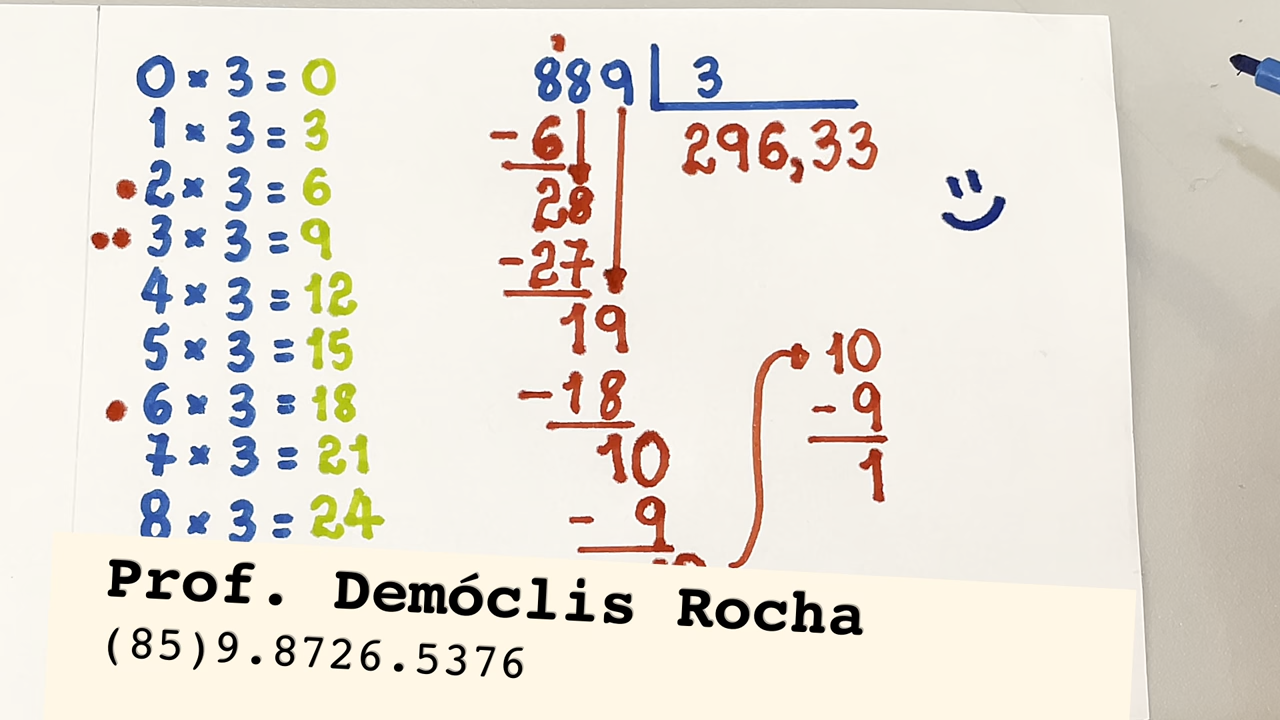 0 × 3 = 0
1 × 3 = 3
2 × 3 = 6
3 × 3 = 9
4 × 3 = 12
5 × 3 = 15
6 × 3 = 18
7 × 3 = 21
8 × 3 = 24
889 3
296,33
-6
28
-27
19
-18
10
- 9
10
10
- 9
1
Prof. Demóclis Rocha
(85)9.8726.5376